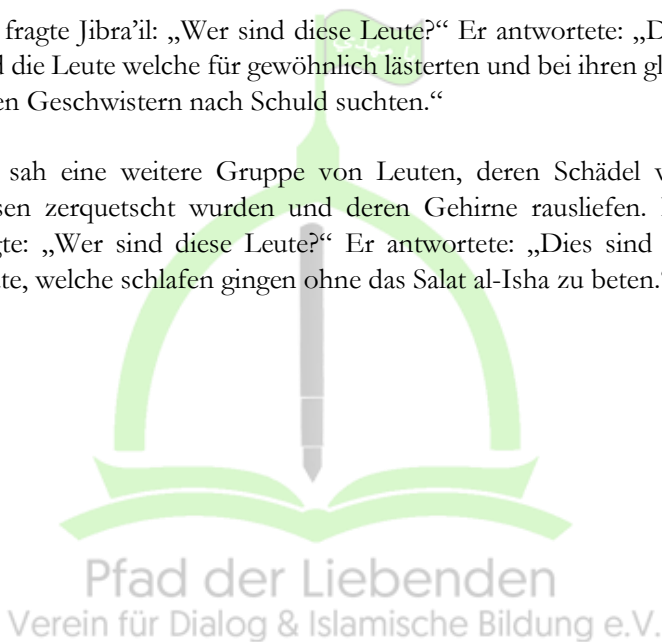 fragte Jibra’il: „Wer sind diese Leute?“ Er antwortete: „D
die Leute welche für gewöhnlich lästerten und bei ihren gl
en Geschwistern nach Schuld suchten.“
sah eine weitere Gruppe von Leuten, deren Schädel v
sen zerquetscht wurden und deren Gehirne rausliefen.
gte: „Wer sind diese Leute?“ Er antwortete: „Dies sind
te, welche schlafen gingen ohne das Salat al-Isha zu beten.“
Pfad der Liebenden
Verein für Dialog & Islamische Bildung e.V.